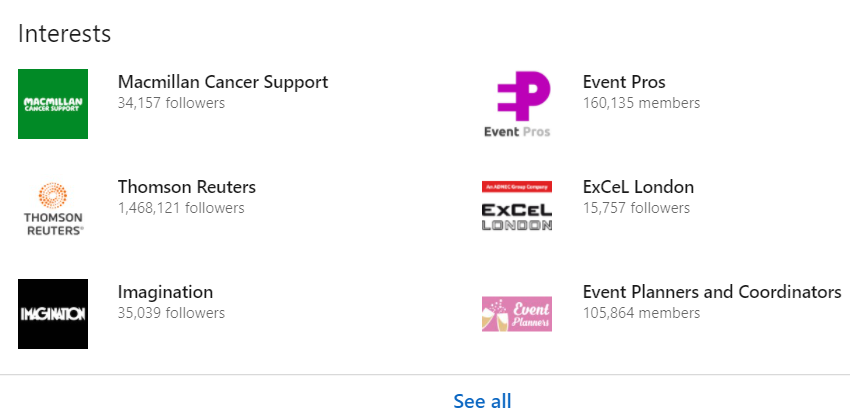 Interests
MACMILLAN
CANCER SUPPORT
Macmillan Cancer Support
34,157 followers
Event Pros
Event Pros
160,135 members
THOMSON
REUTERS®
Thomson Reuters
1,468,121 followers
An ADNEC Group Company
EXCEL
LONDON
ExCeL London
15,757 followers
IMAGINATION
Imagination
35,039 followers
Event
Planners
Event Planners and Coordinators
105,864 members
See all